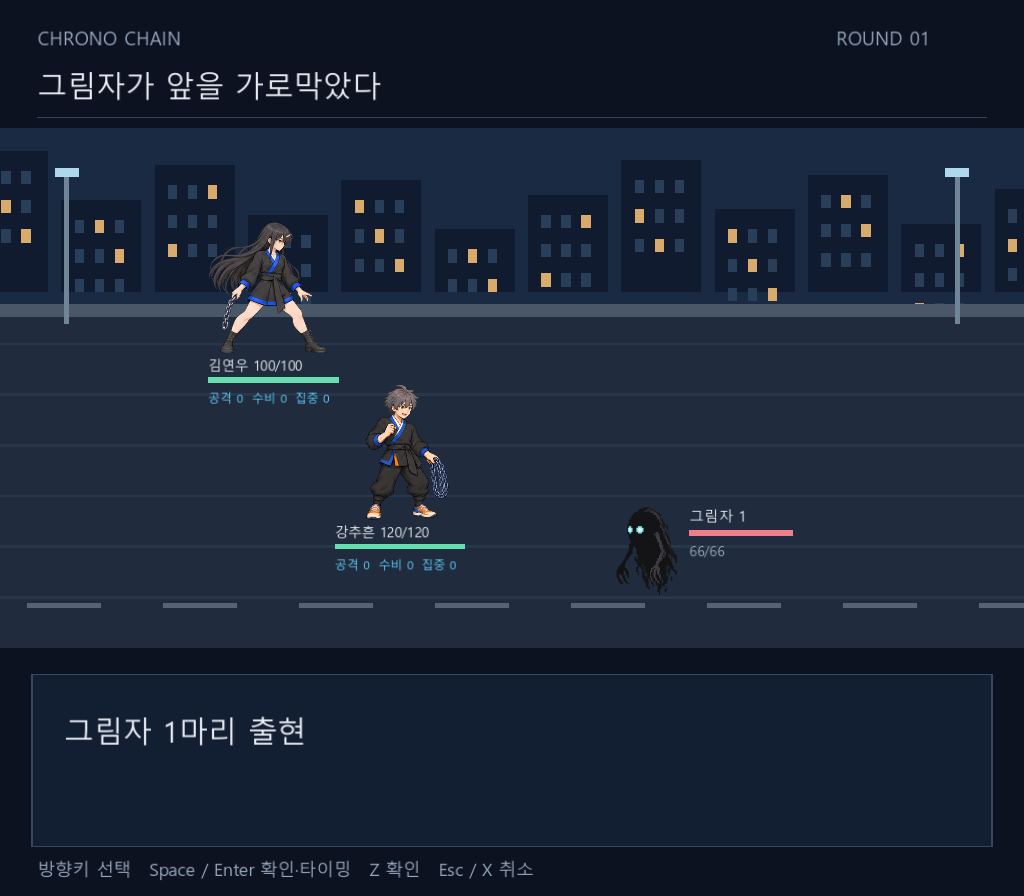 CHRONO CHAIN
ROUND 01
그림자가 앞을 가로막았다
김연우 100/100
공격 0 수비 0 집중 0
강추흔 120/120
공격 0 수비 0 집중 0
그림자 1
66/66
그림자 1마리 출현
방향키 선택 Space / Enter 확인·타이밍 Z 확인 Esc / X 취소